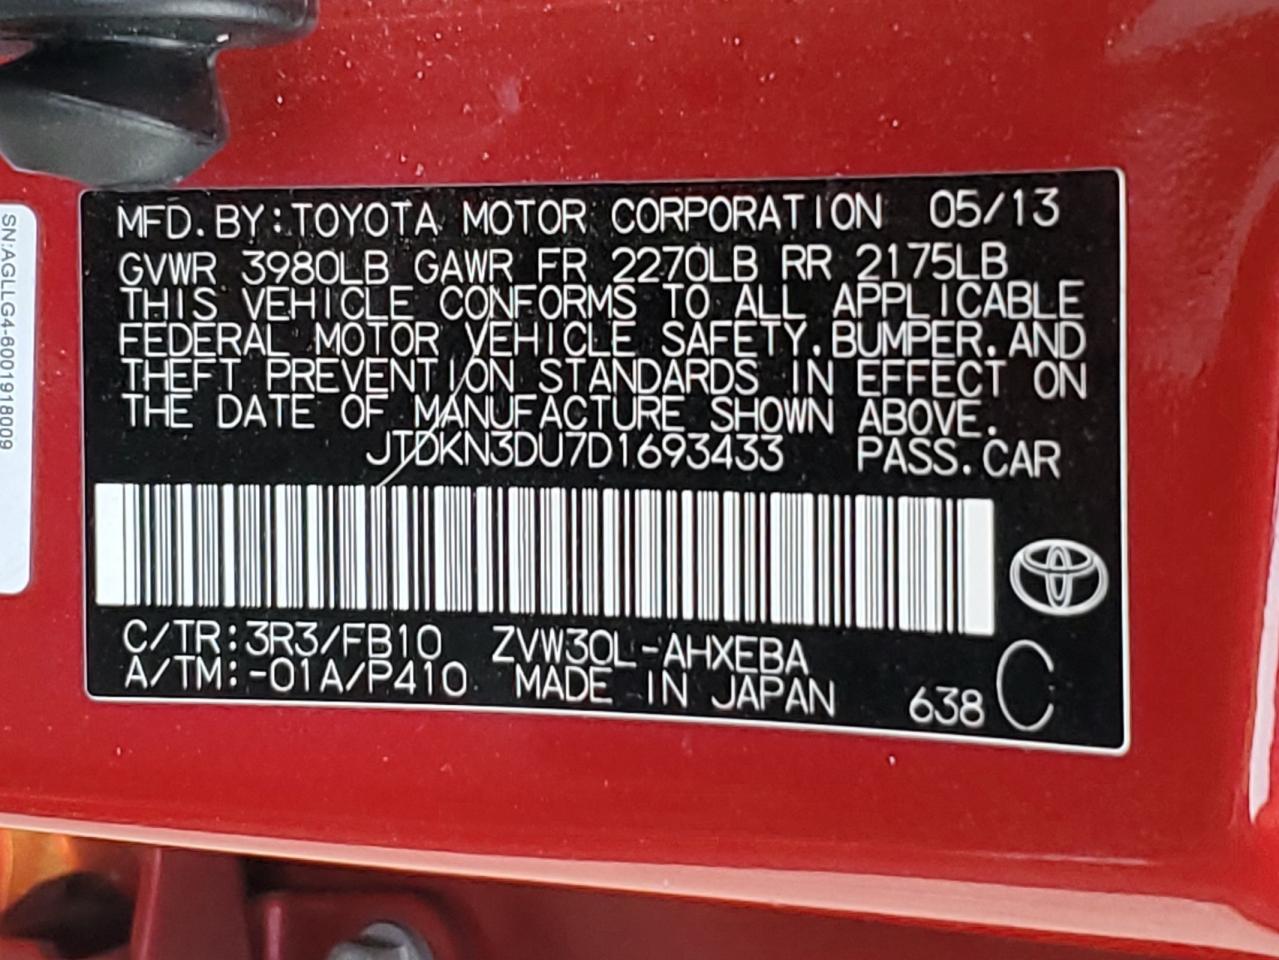 MFD.BY:TOYOTA MOTOR CORPORATION 05/13
GVWR 3980LB GAWR FR 2270LB RR 2175LB
THIS VEHICLE CONFORMS TO ALL APPLICABLE
FEDERAL MOTOR VEHICLE SAFETY.BUMPER.AND
THEFT PREVENTION STANDARDS IN EFFECT ON
THE DATE OF MANUFACTURE SHOWN ABOVE.
JTDKN3DU7D1693433 PASS.CAR
C/TR:3R3/FB10 ZVW30L-AHXEBA
A/TM:-01A/P410 MADE IN JAPAN 638 C
SN:AGLLG4-6001918009